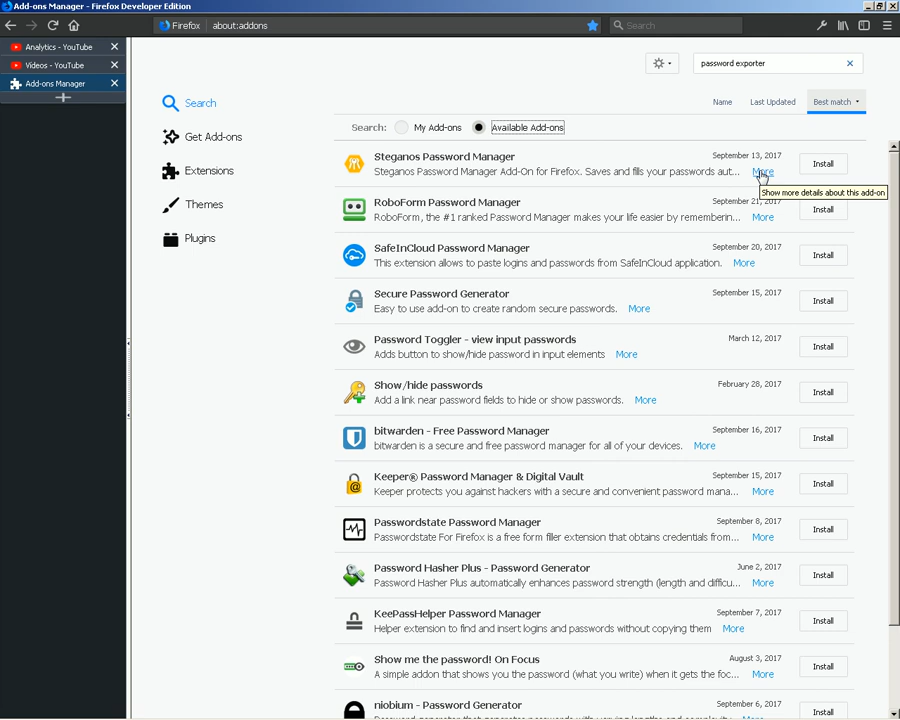 Add-ons Manager - Firefox Developer Edition
Firefox
about:addons
Search
Analytics - YouTube
Videos - YouTube
Add-ons Manager
password exporter
Search
Get Add-ons
Extensions
Themes
Plugins
Name
Last Updated
Best match
Search:
My Add-ons
Available Add-ons
Steganos Password Manager
September 13, 2017
Install
Steganos Password Manager Add-On for Firefox. Saves and fills your passwords aut...
More
Show more details about this add-on
RoboForm Password Manager
September 21, 2017
Install
RoboForm, the #1 ranked Password Manager makes your life easier by rememberin...
More
SafeInCloud Password Manager
September 20, 2017
Install
This extension allows to paste logins and passwords from SafeInCloud application.
More
Secure Password Generator
September 15, 2017
Install
Easy to use add-on to create random secure passwords.
More
Password Toggler - view input passwords
March 12, 2017
Install
Adds button to show/hide password in input elements
More
Show/hide passwords
February 28, 2017
Install
Add a link near password fields to hide or show passwords.
More
bitwarden - Free Password Manager
September 16, 2017
Install
bitwarden is a secure and free password manager for all of your devices.
More
Keeper® Password Manager & Digital Vault
September 15, 2017
Install
Keeper protects you against hackers with a secure and convenient password mana...
More
Passwordstate Password Manager
September 8, 2017
Install
Passwordstate For Firefox is a free form filler extension that obtains credentials from...
More
Password Hasher Plus - Password Generator
June 2, 2017
Install
Password Hasher Plus automatically enhances password strength (length and difficu...
More
KeePassHelper Password Manager
September 7, 2017
Install
Helper extension to find and insert logins and passwords without copying them
More
Show me the password! On Focus
August 3, 2017
Install
A simple addon that shows you the password (what you write) when it gets the foc...
More
niobium - Password Generator
September 6, 2017
Install